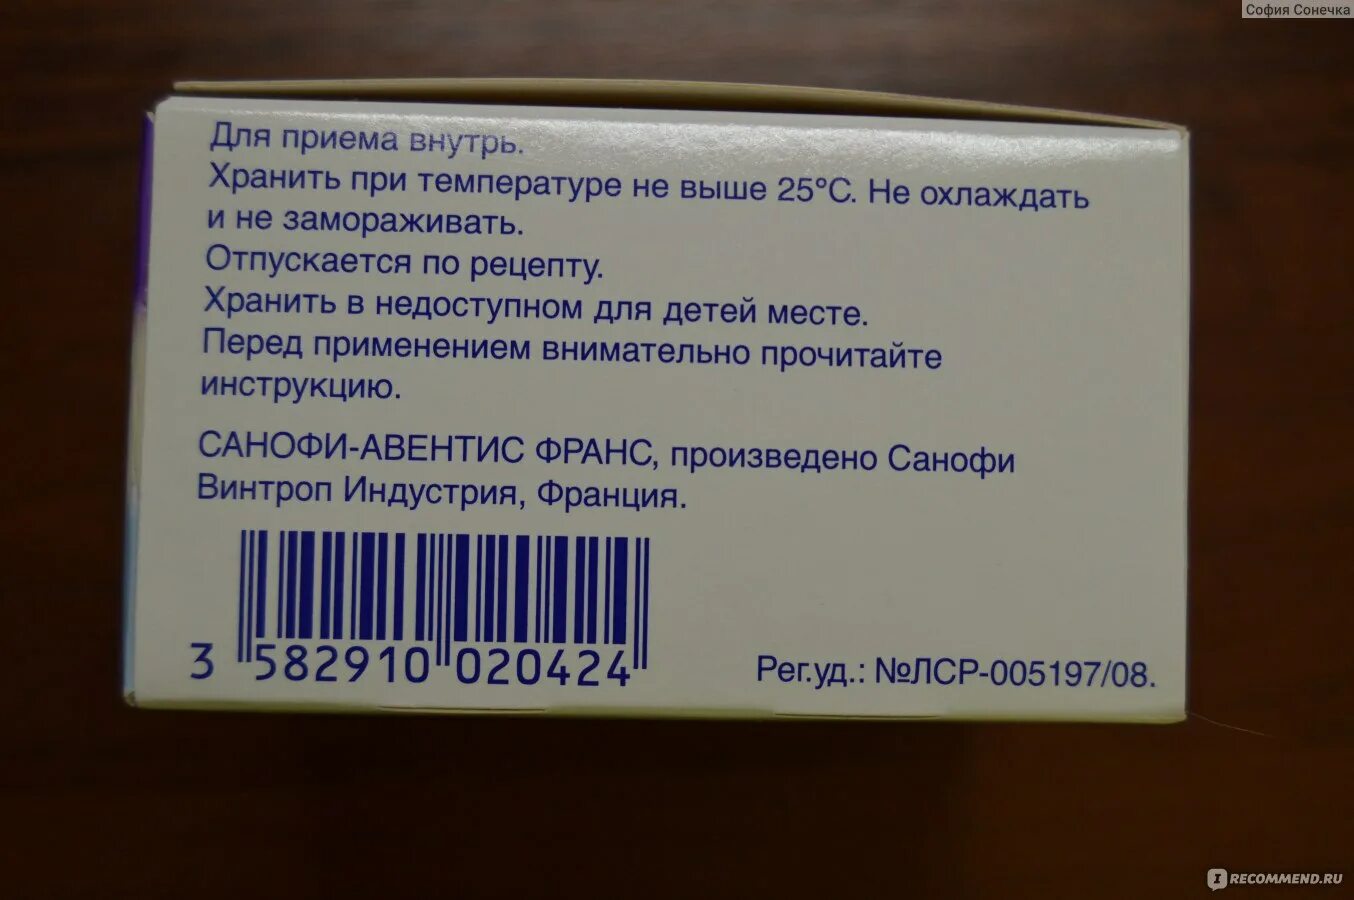 София Сонечка
Для приема внутрь.
Хранить при температуре не выше 25°С. Не охлаждать
и не замораживать.
Отпускается по рецепту.
Хранить в недоступном для детей месте.
Перед применением внимательно прочитайте
инструкцию.
САНОФИ-АВЕНТИС ФРАНС, произведено Санофи
Винтроп Индустрия, Франция.
3 582910 020424
Рег.уд.: №ЛСР-005197/08.
I RECOMMEND.RU